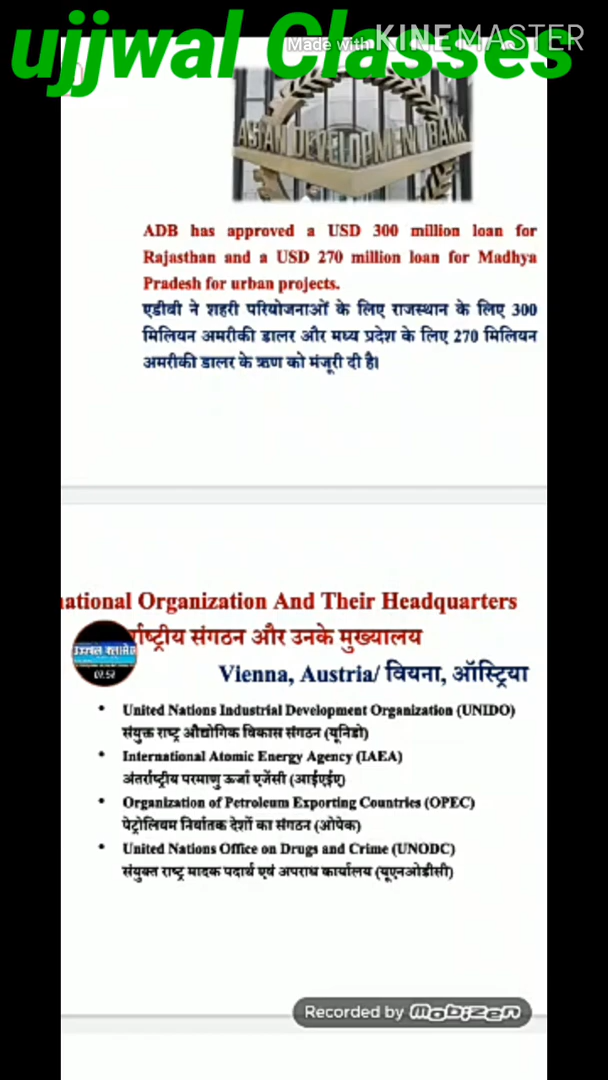 ujjwal Classes
Made with KINEMASTER
ASIAN DEVELOPMENT BANK
ADB has approved a USD 300 million loan for
Rajasthan and a USD 270 million loan for Madhya
Pradesh for urban projects.
एडीबी ने शहरी परियोजनाओं के लिए राजस्थान के लिए 300
मिलियन अमरीकी डालर और मध्य प्रदेश के लिए 270 मिलियन
अमरीकी डालर के ऋण को मंजूरी दी है।
national Organization And Their Headquarters
र्राष्ट्रीय संगठन और उनके मुख्यालय
उज्जवल क्लासेस
Vienna, Austria/ वियना, ऑस्ट्रिया
• United Nations Industrial Development Organization (UNIDO)
संयुक्त राष्ट्र औद्योगिक विकास संगठन (यूनिडो)
• International Atomic Energy Agency (IAEA)
अंतर्राष्ट्रीय परमाणु ऊर्जा एजेंसी (आईएईए)
• Organization of Petroleum Exporting Countries (OPEC)
पेट्रोलियम निर्यातक देशों का संगठन (ओपेक)
• United Nations Office on Drugs and Crime (UNODC)
संयुक्त राष्ट्र मादक पदार्थ एवं अपराध कार्यालय (यूएनओडीसी)
Recorded by mobizen